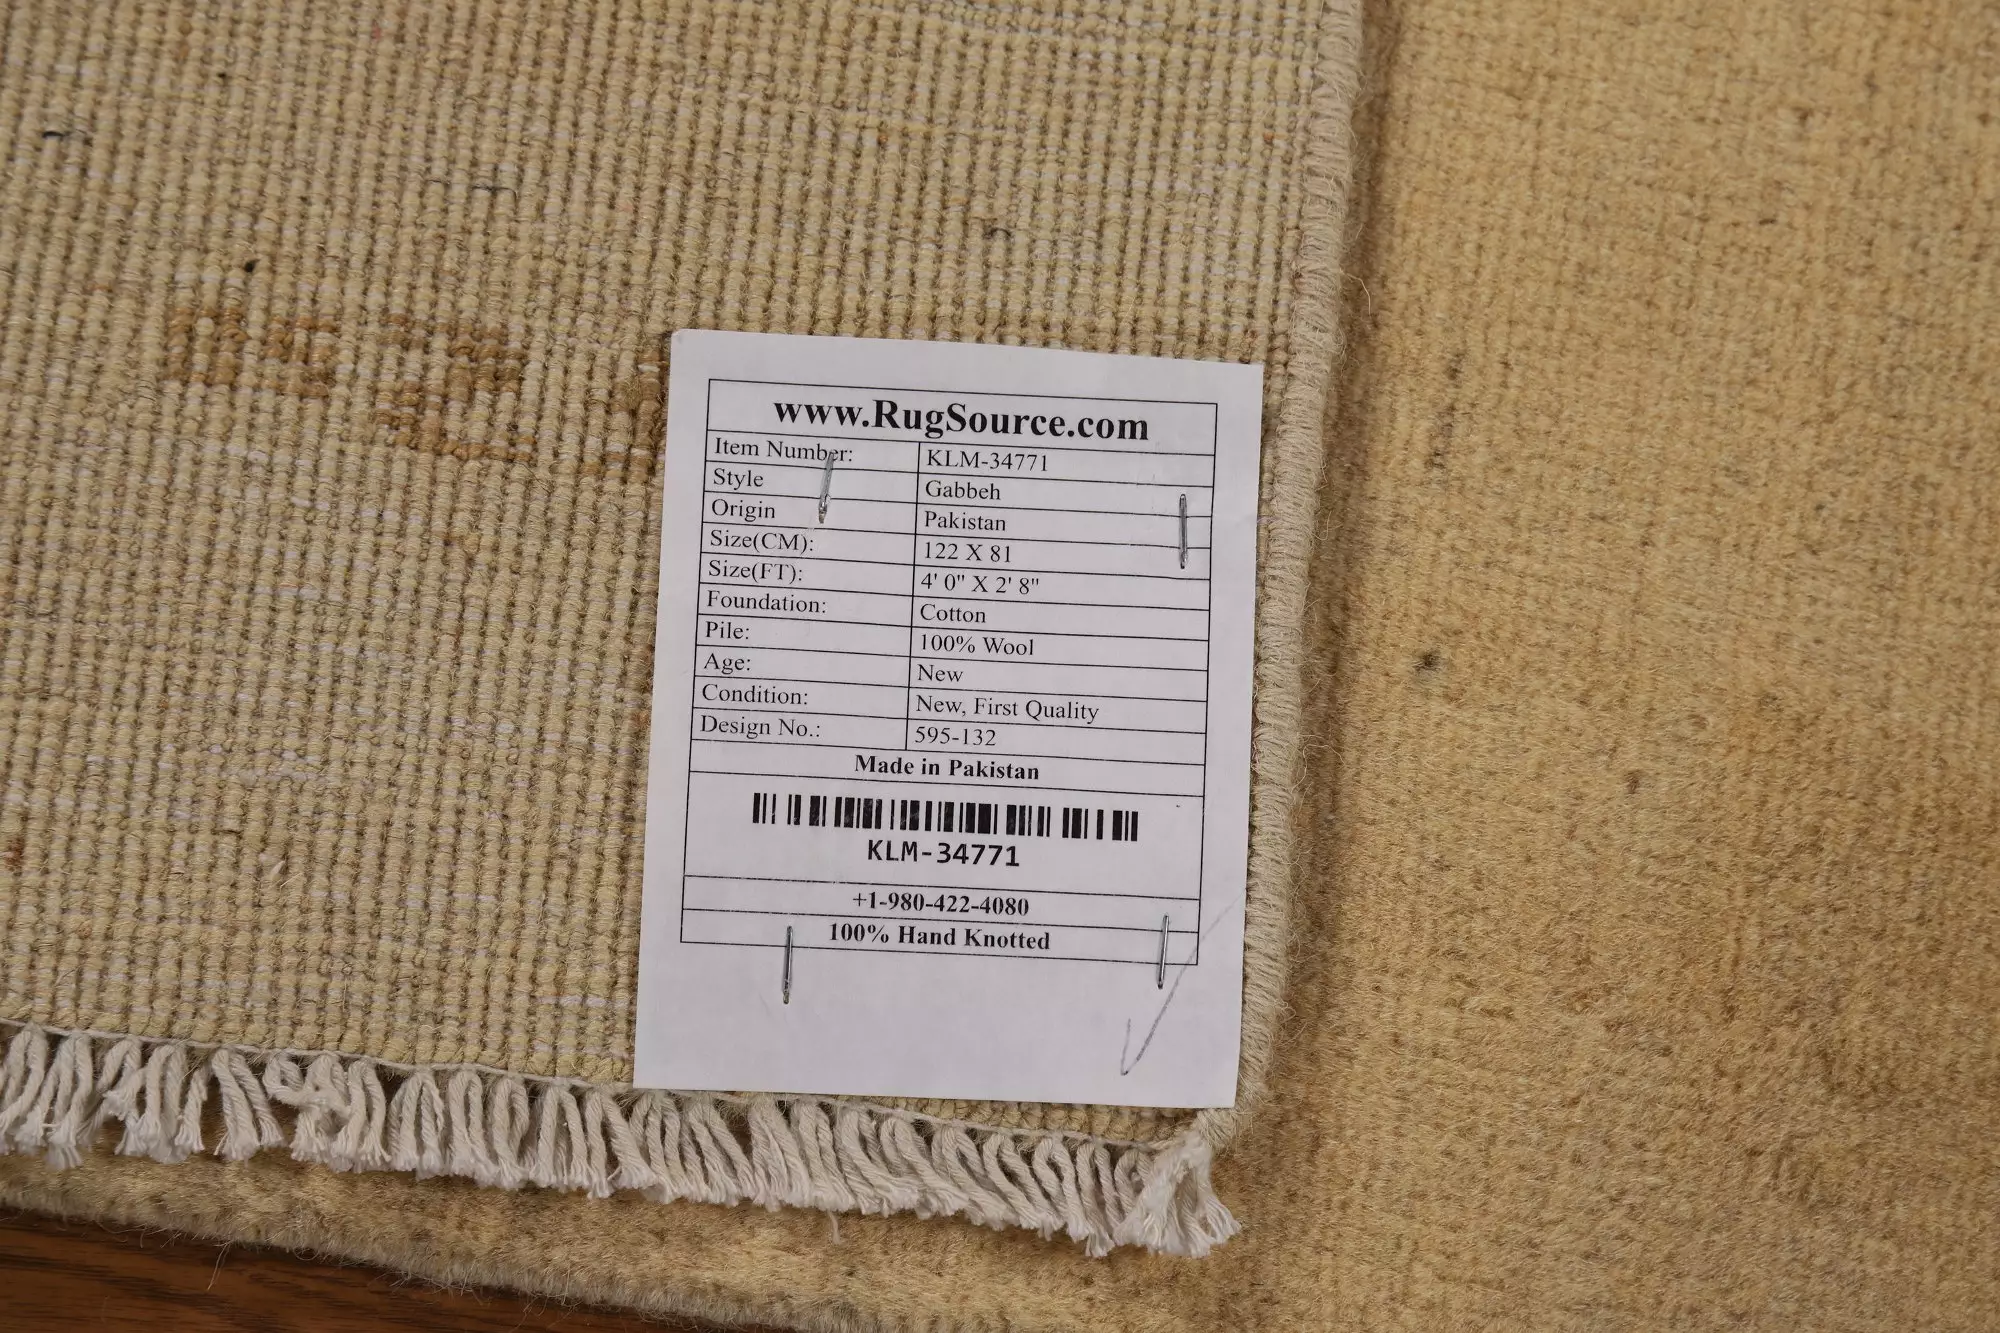 www.RugSource.com
Item Number: KLM-34771
Style Gabbeh
Origin Pakistan
Size(CM): 122 X 81
Size(FT): 4' 0" X 2' 8"
Foundation: Cotton
Pile: 100% Wool
Age: New
Condition: New, First Quality
Design No.: 595-132
Made in Pakistan
KLM-34771
+1-980-422-4080
100% Hand Knotted